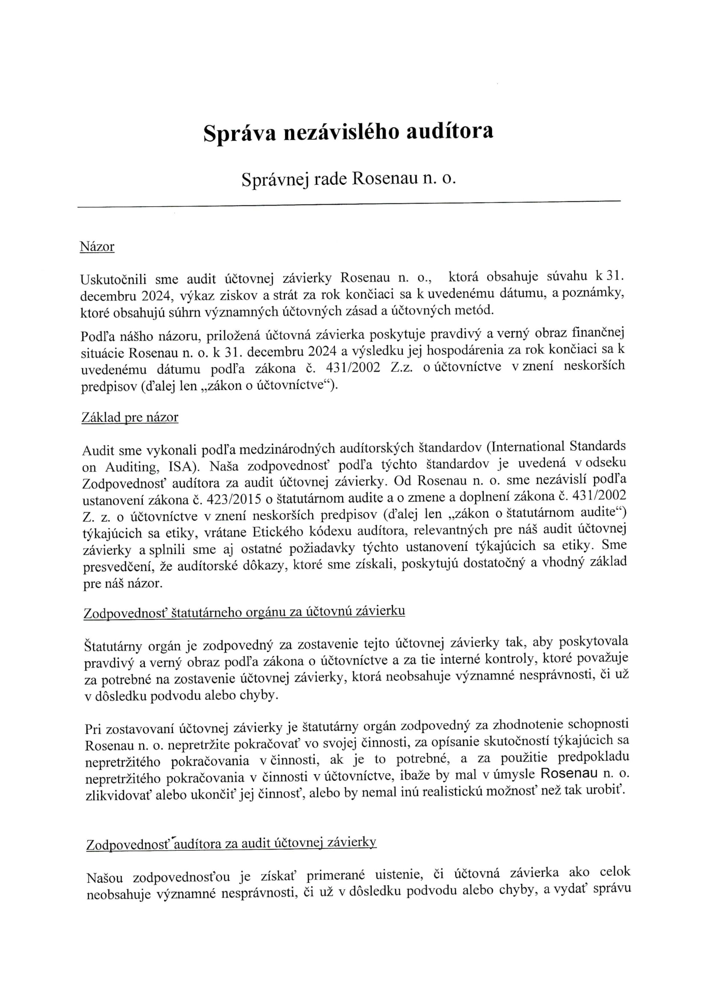 Správa nezávislého audítora
Správnej rade Rosenau n. o.
Názor
Uskutočnili sme audit účtovnej závierky Rosenau n. o., ktorá obsahuje súvahu k 31.
decembru 2024, výkaz ziskov a strát za rok končiaci sa k uvedenému dátumu, a poznámky,
ktoré obsahujú súhrn významných účtovných zásad a účtovných metód.
Podľa nášho názoru, priložená účtovná závierka poskytuje pravdivý a verný obraz finančnej
situácie Rosenau n. o. k 31. decembru 2024 a výsledku jej hospodárenia za rok končiaci sa k
uvedenému dátumu podľa zákona č. 431/2002 Z.z. o účtovníctve v znení neskorších
predpisov (ďalej len „zákon o účtovníctve“).
Základ pre názor
Audit sme vykonali podľa medzinárodných audítorských štandardov (International Standards
on Auditing, ISA). Naša zodpovednosť podľa týchto štandardov je uvedená v odseku
Zodpovednosť audítora za audit účtovnej závierky. Od Rosenau n. o. sme nezávislí podľa
ustanovení zákona č. 423/2015 o štatutárnom audite a o zmene a doplnení zákona č. 431/2002
Z. z. o účtovníctve v znení neskorších predpisov (ďalej len „zákon o štatutárnom audite“)
týkajúcich sa etiky, vrátane Etického kódexu audítora, relevantných pre náš audit účtovnej
závierky a splnili sme aj ostatné požiadavky týchto ustanovení týkajúcich sa etiky. Sme
presvedčení, že audítorské dôkazy, ktoré sme získali, poskytujú dostatočný a vhodný základ
pre náš názor.
Zodpovednosť štatutárneho orgánu za účtovnú závierku
Štatutárny orgán je zodpovedný za zostavenie tejto účtovnej závierky tak, aby poskytovala
pravdivý a verný obraz podľa zákona o účtovníctve a za tie interné kontroly, ktoré považuje
za potrebné na zostavenie účtovnej závierky, ktorá neobsahuje významné nesprávnosti, či už
v dôsledku podvodu alebo chyby.
Pri zostavovaní účtovnej závierky je štatutárny orgán zodpovedný za zhodnotenie schopnosti
Rosenau n. o. nepretržite pokračovať vo svojej činnosti, za opísanie skutočností týkajúcich sa
nepretržitého pokračovania v činnosti, ak je to potrebné, a za použitie predpokladu
nepretržitého pokračovania v činnosti v účtovníctve, ibaže by mal v úmysle Rosenau n. o.
zlikvidovať alebo ukončiť jej činnosť, alebo by nemal inú realistickú možnosť než tak urobiť.
Zodpovednosť audítora za audit účtovnej závierky
Našou zodpovednosťou je získať primerané uistenie, či účtovná závierka ako celok
neobsahuje významné nesprávnosti, či už v dôsledku podvodu alebo chyby, a vydať správu